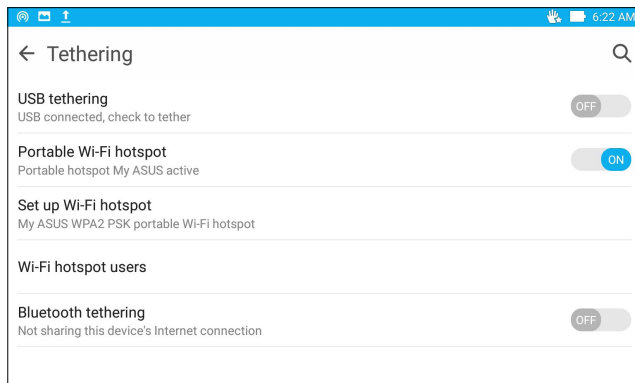 6:22 AM
Tethering
USB tethering
OFF
USB connected, check to tether
Portable Wi-Fi hotspot
ON
Portable hotspot My ASUS active
Set up Wi-Fi hotspot
My ASUS WPA2 PSK portable Wi-Fi hotspot
Wi-Fi hotspot users
Bluetooth tethering
OFF
Not sharing this device's Internet connection